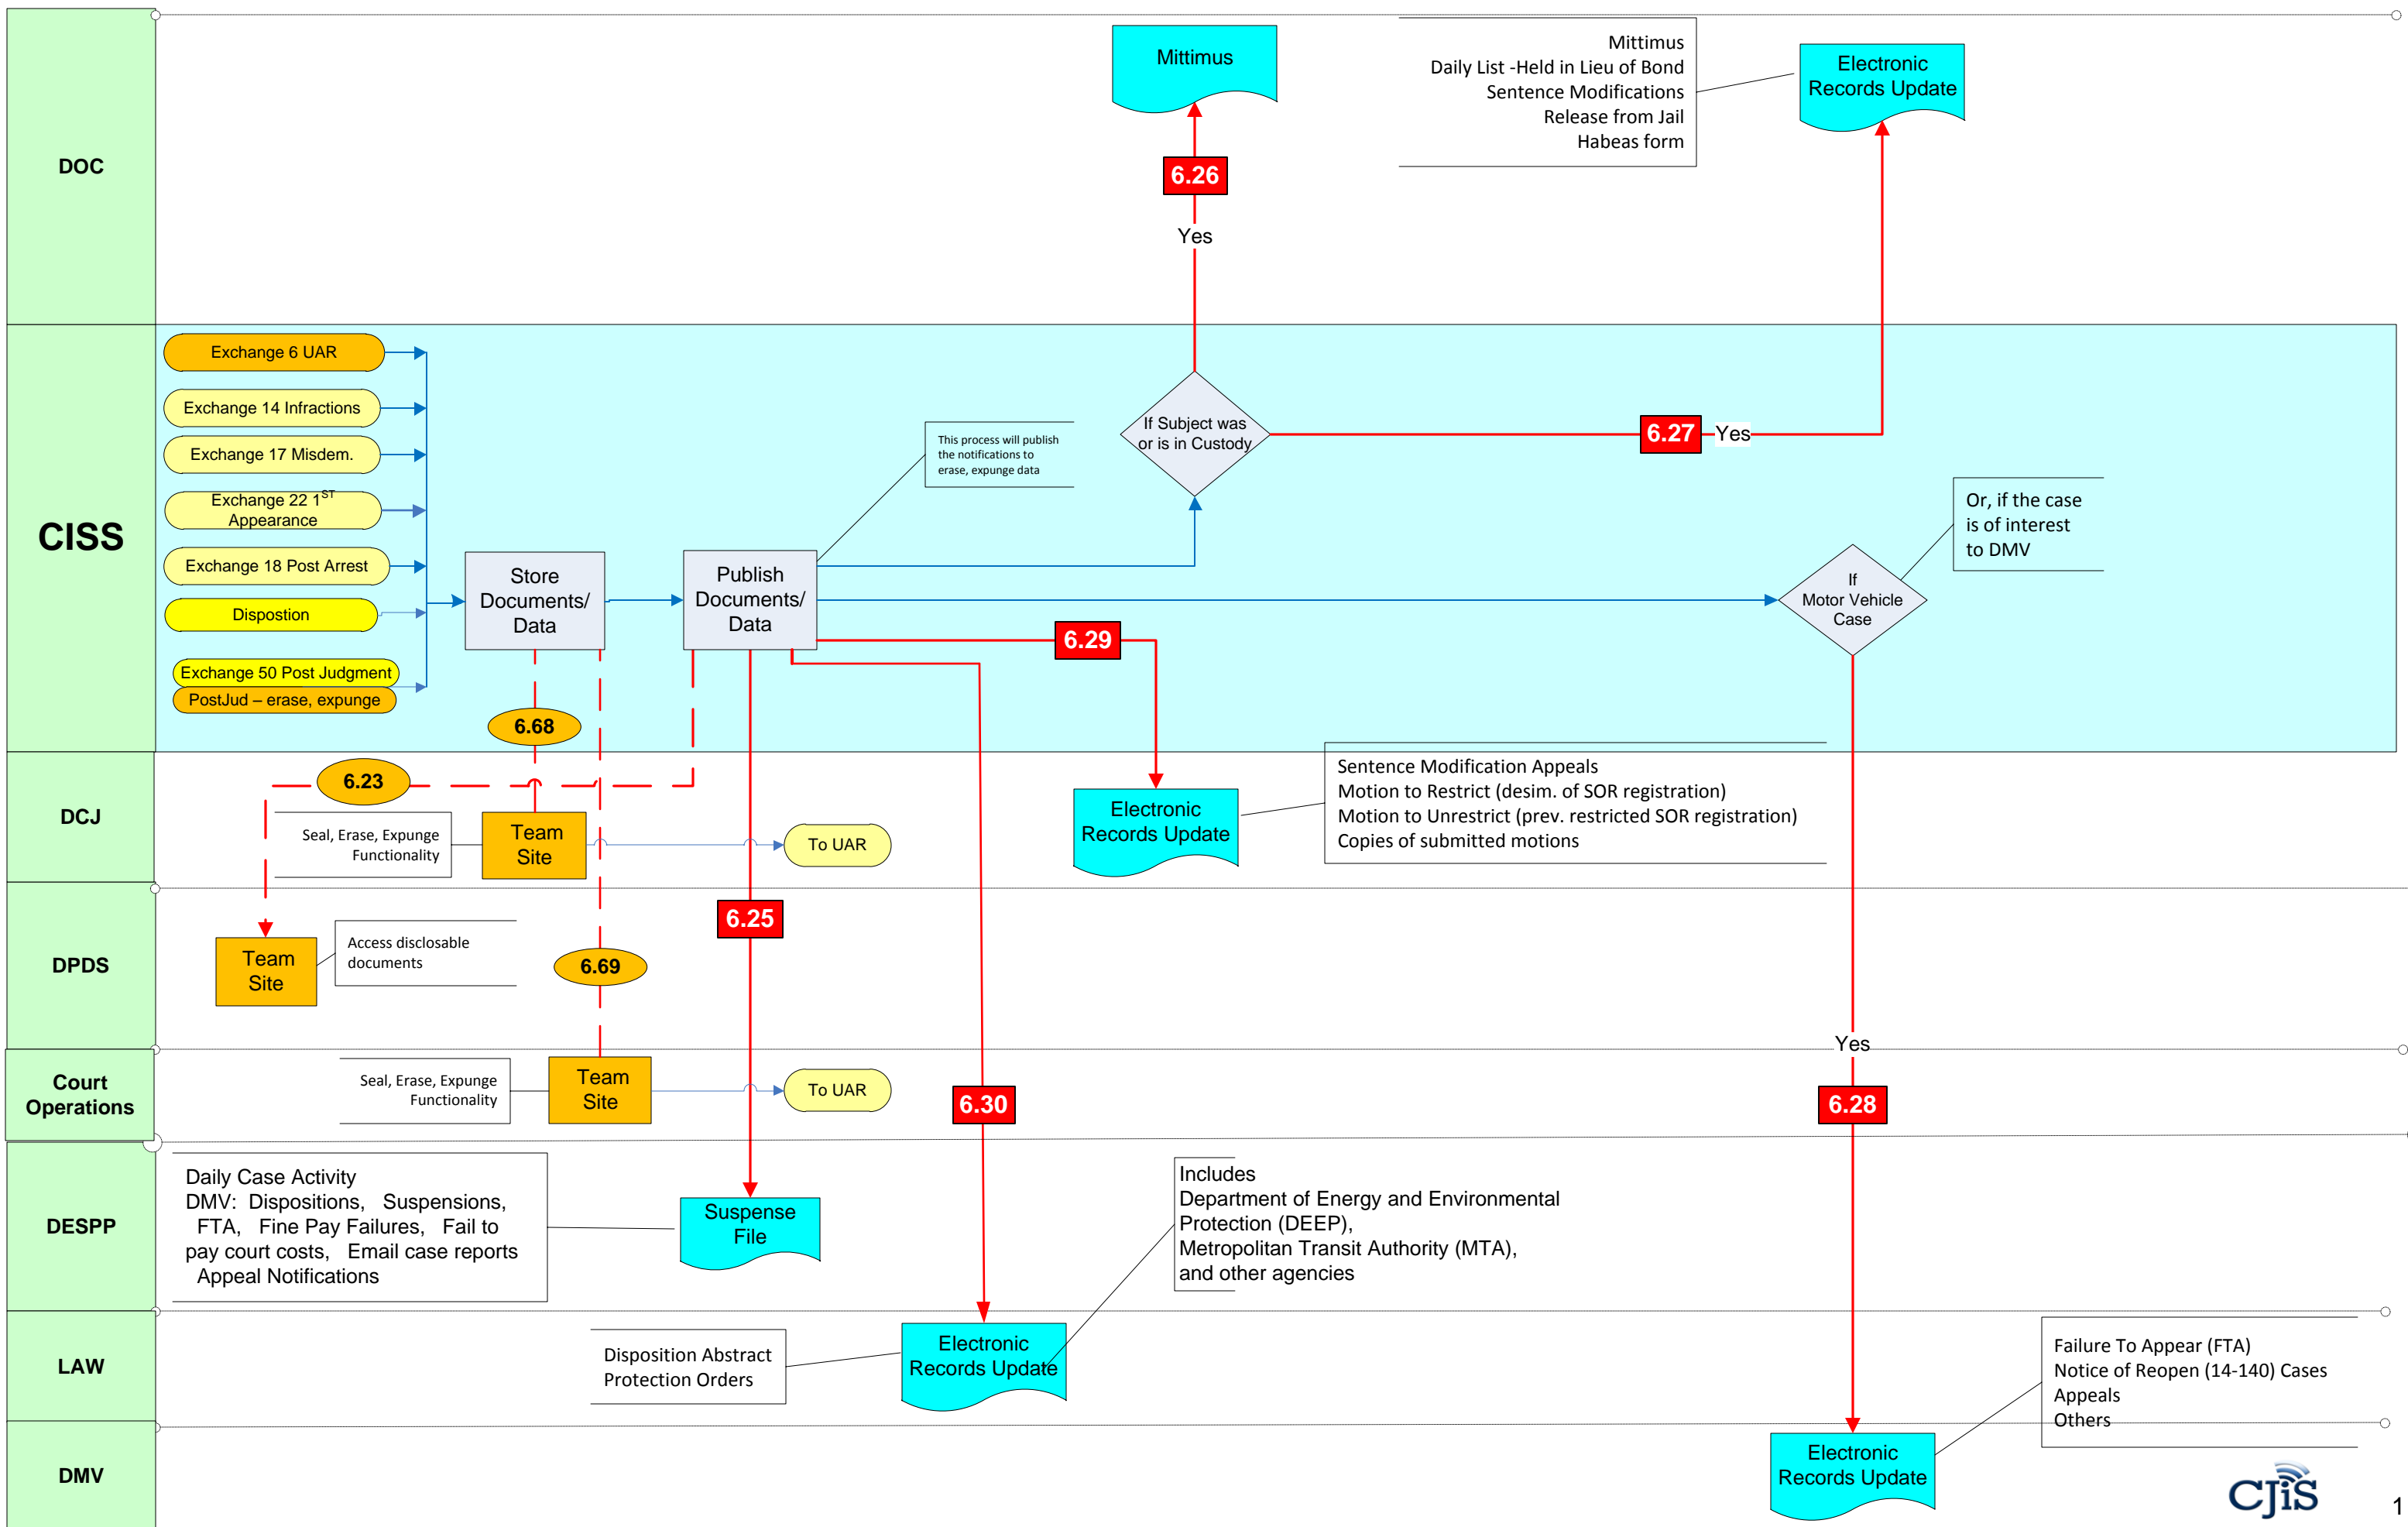 DOC
Mittimus
Mittimus
Daily List -Held in Lieu of Bond
Sentence Modifications
Release from Jail
Habeas form
Electronic
Records Update
6.26
Yes
CISS
Exchange 6 UAR
Exchange 14 Infractions
Exchange 17 Misdem.
Exchange 22 1ST
Appearance
Exchange 18 Post Arrest
Dispostion
Exchange 50 Post Judgment
PostJud – erase, expunge
Store
Documents/
Data
Publish
Documents/
Data
This process will publish
the notifications to
erase, expunge data
If Subject was
or is in Custody
6.27
Yes
Or, if the case
is of interest
to DMV
If
Motor Vehicle
Case
6.29
6.68
DCJ
6.23
Seal, Erase, Expunge
Functionality
Team
Site
To UAR
Electronic
Records Update
Sentence Modification Appeals
Motion to Restrict (desim. of SOR registration)
Motion to Unrestrict (prev. restricted SOR registration)
Copies of submitted motions
DPDS
Team
Site
Access disclosable
documents
6.25
6.69
Court
Operations
Seal, Erase, Expunge
Functionality
Team
Site
To UAR
6.30
Yes
6.28
DESPP
Daily Case Activity
DMV: Dispositions, Suspensions,
FTA, Fine Pay Failures, Fail to
pay court costs, Email case reports
Appeal Notifications
Suspense
File
Includes
Department of Energy and Environmental
Protection (DEEP),
Metropolitan Transit Authority (MTA),
and other agencies
LAW
Disposition Abstract
Protection Orders
Electronic
Records Update
Failure To Appear (FTA)
Notice of Reopen (14-140) Cases
Appeals
Others
DMV
Electronic
Records Update
CJiS
1